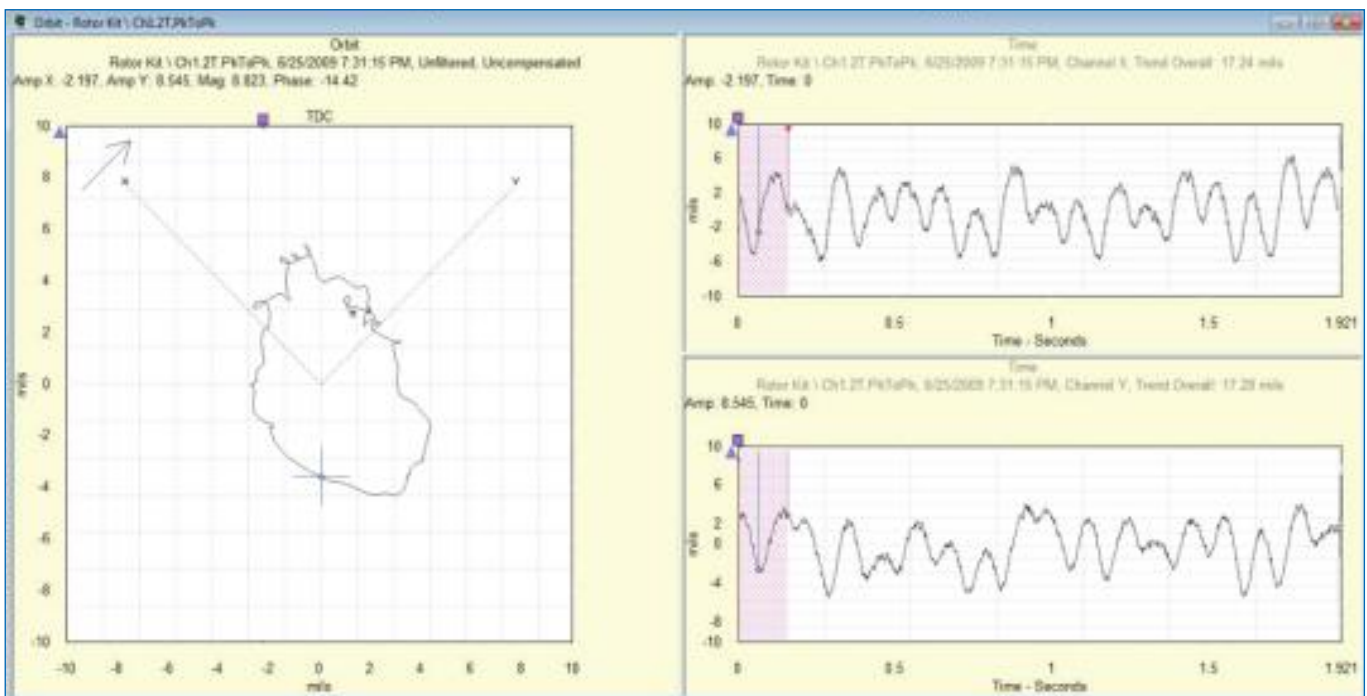 Orbit - Rotor Kit \ Ch1.2T.PkToPk
Orbit
Rotor Kit \ Ch1.2T.PkToPk, 6/25/2009 7:31:15 PM, Unfiltered, Uncompensated
Amp X: -2.197, Amp Y: 8.545, Mag: 8.823, Phase: -14.42
TDC
10
8
6
4
2
0
-2
-4
-6
-8
-10
mils
X
Y
-10 -8 -6 -4 -2 0 2 4 6 8 10
mils
Time
Rotor Kit \ Ch1.2T.PkToPk, 6/25/2009 7:31:15 PM, Channel X, Trend Overall: 17.24 mils
Amp: -2.197, Time: 0
10
6
2
-2
-6
-10
mils
0 0.5 1 1.5 1.921
Time - Seconds
Time
Rotor Kit \ Ch1.2T.PkToPk, 6/25/2009 7:31:15 PM, Channel Y, Trend Overall: 17.29 mils
Amp: 8.545, Time: 0
10
6
2
0
-4
-8
-10
mils
0 0.5 1 1.5 1.921
Time - Seconds